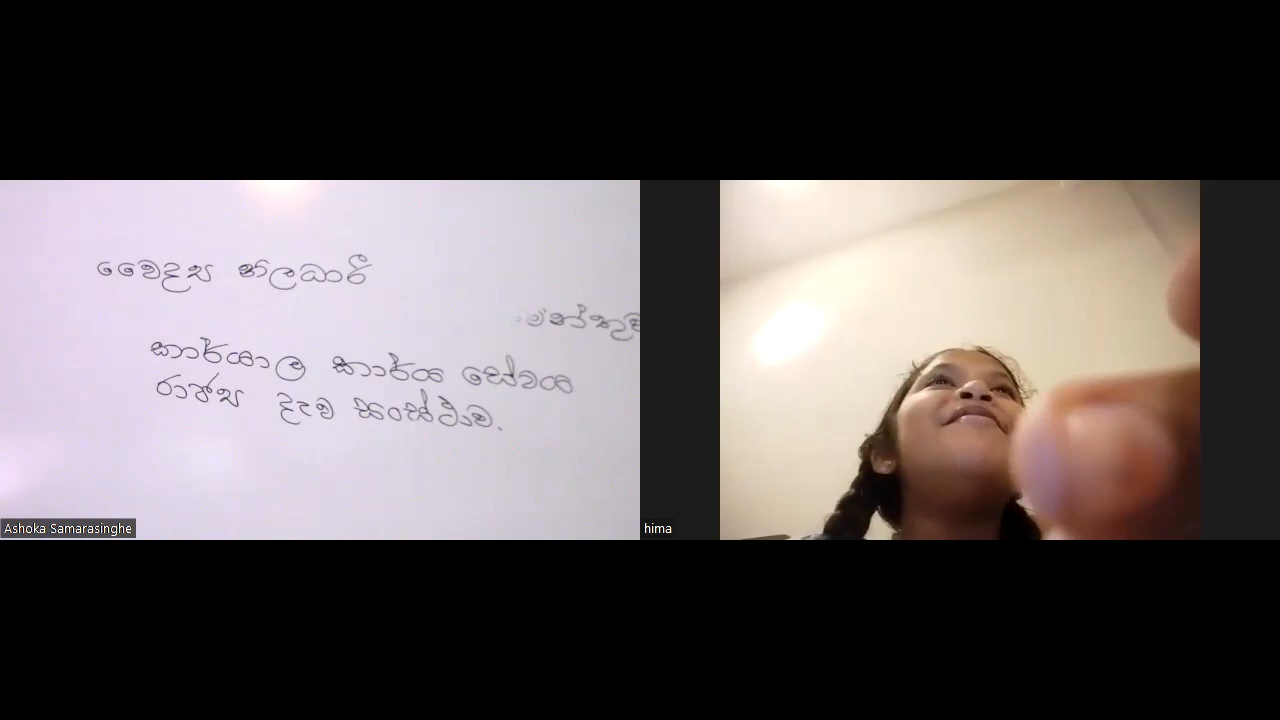 වෛද්‍ය නිලධාරී
කාර්යාල කාර්ය සේවය
රාජ්‍ය සංස්ථාව.
Ashoka Samarasinghe
hima